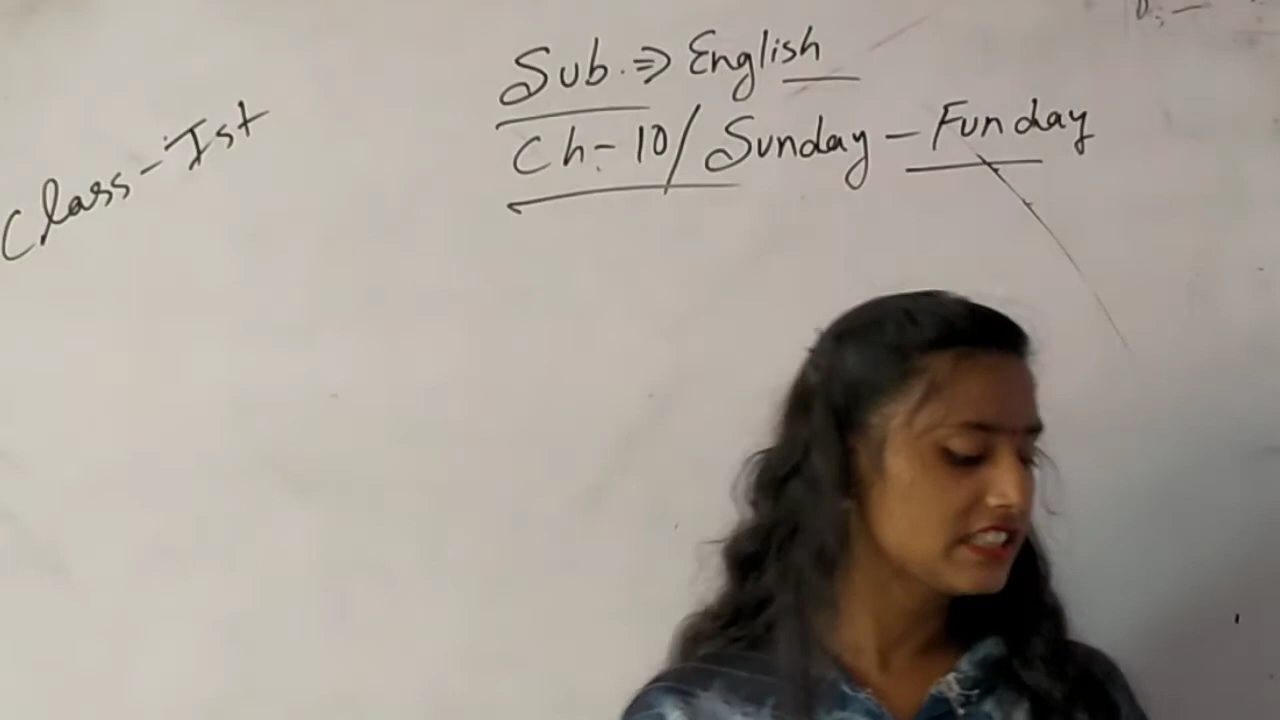 Sub. ⇒ English
Class - Ist
Ch- 10/ Sunday - Funday